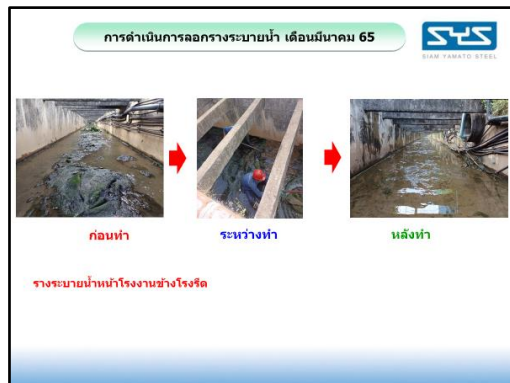 การดำเนินการลอกรางระบายน้ำ เดือนมีนาคม 65
SYS
SIAM YAMATO STEEL
ก่อนทำ
ระหว่างทำ
หลังทำ
รางระบายน้ำหน้าโรงงานข้างโรงรีด